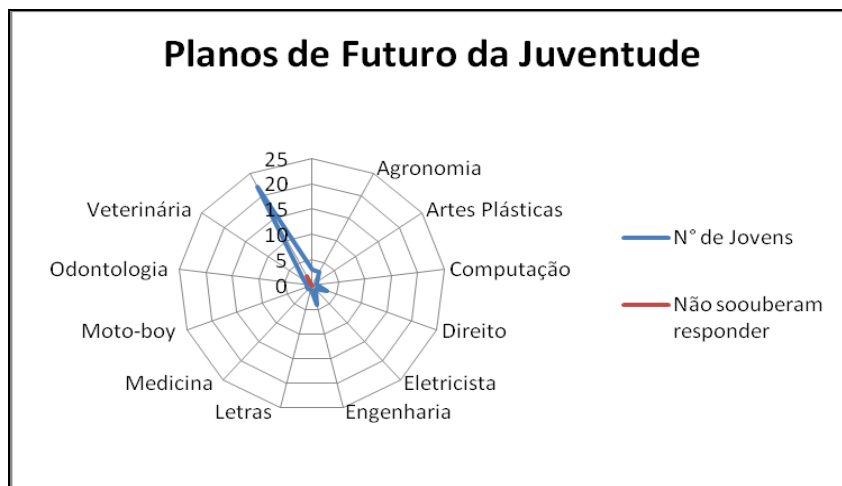 Planos de Futuro da Juventude
25
20
15
10
5
0
Agronomia
Artes Plásticas
Computação
Direito
Eletricista
Engenharia
Letras
Medicina
Moto-boy
Odontologia
Veterinária
N° de Jovens
Não soouberam
responder